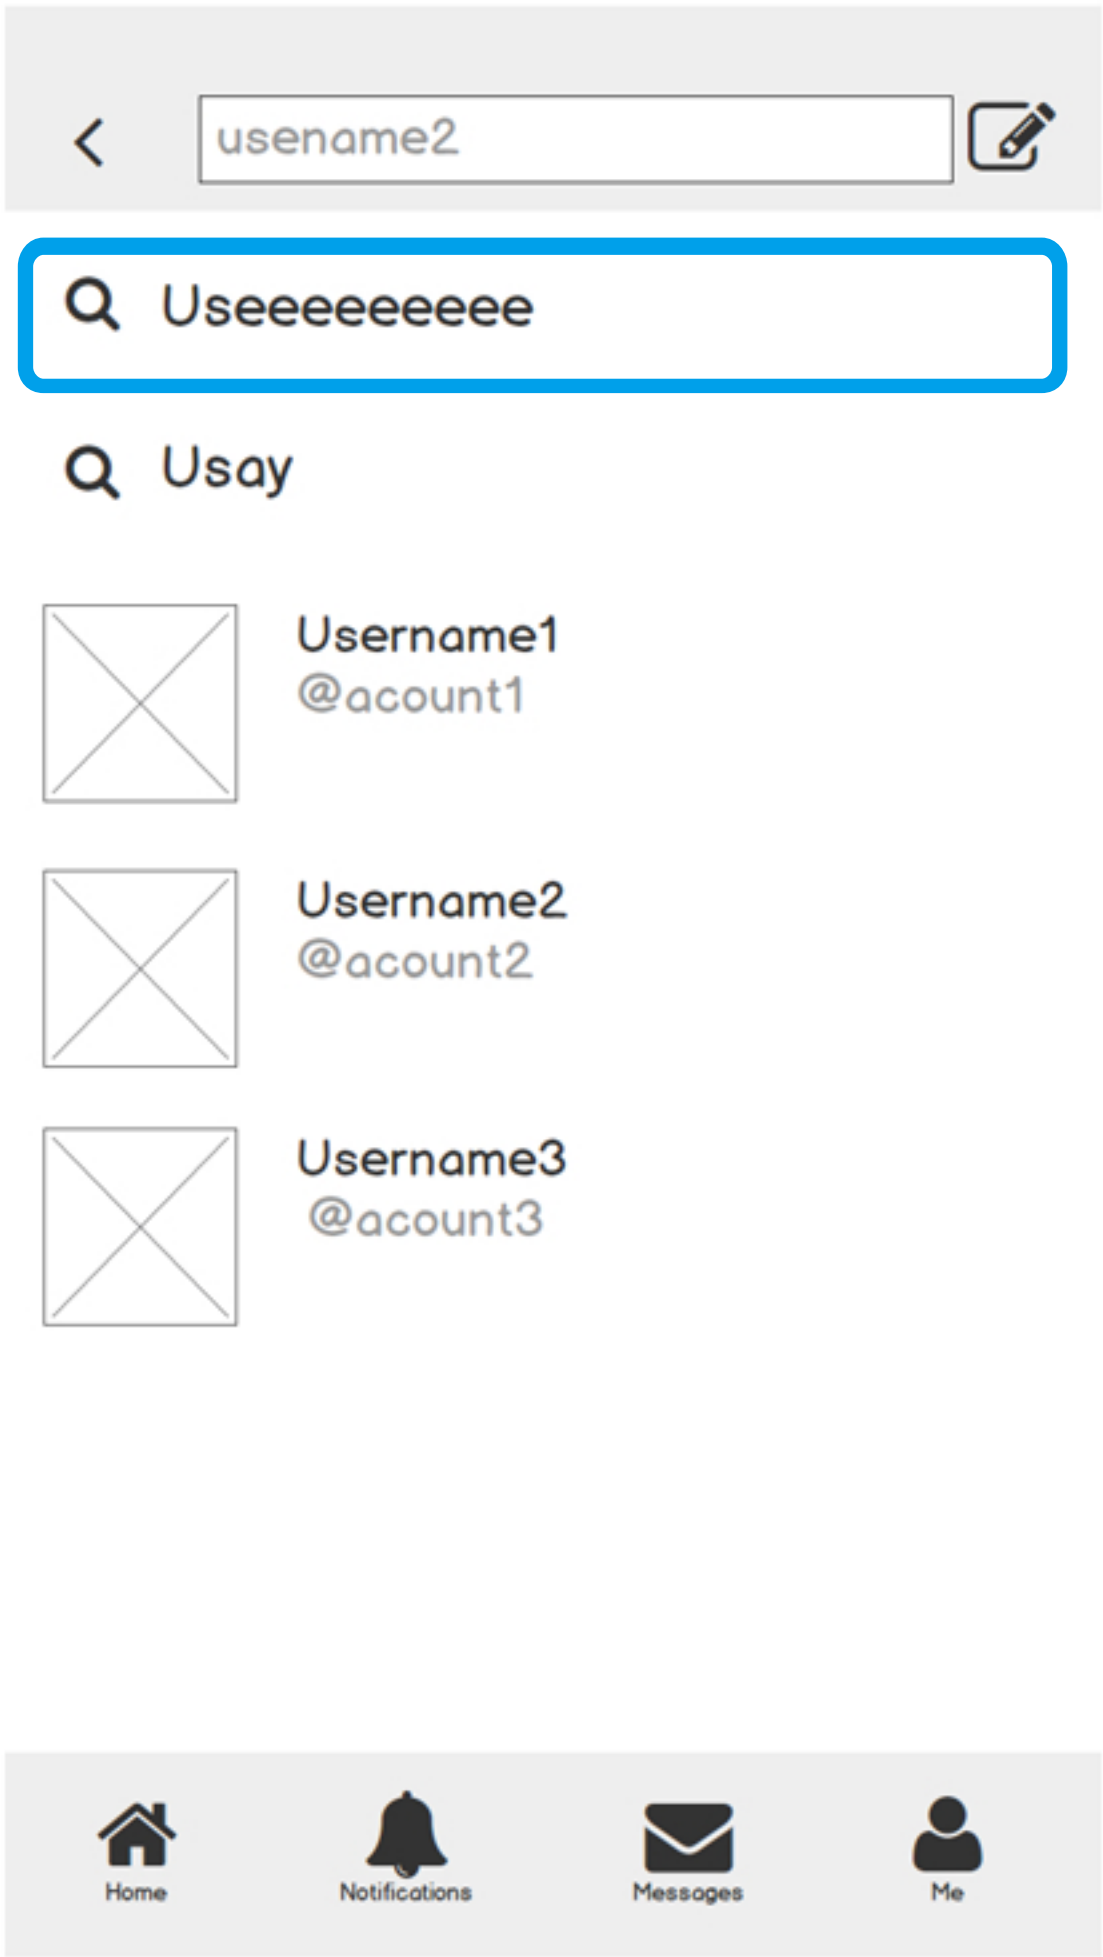 usename2
Useeeeeeeee
Usay
Username1
@acount1
Username2
@acount2
Username3
@acount3
Home Notifications Messages Me